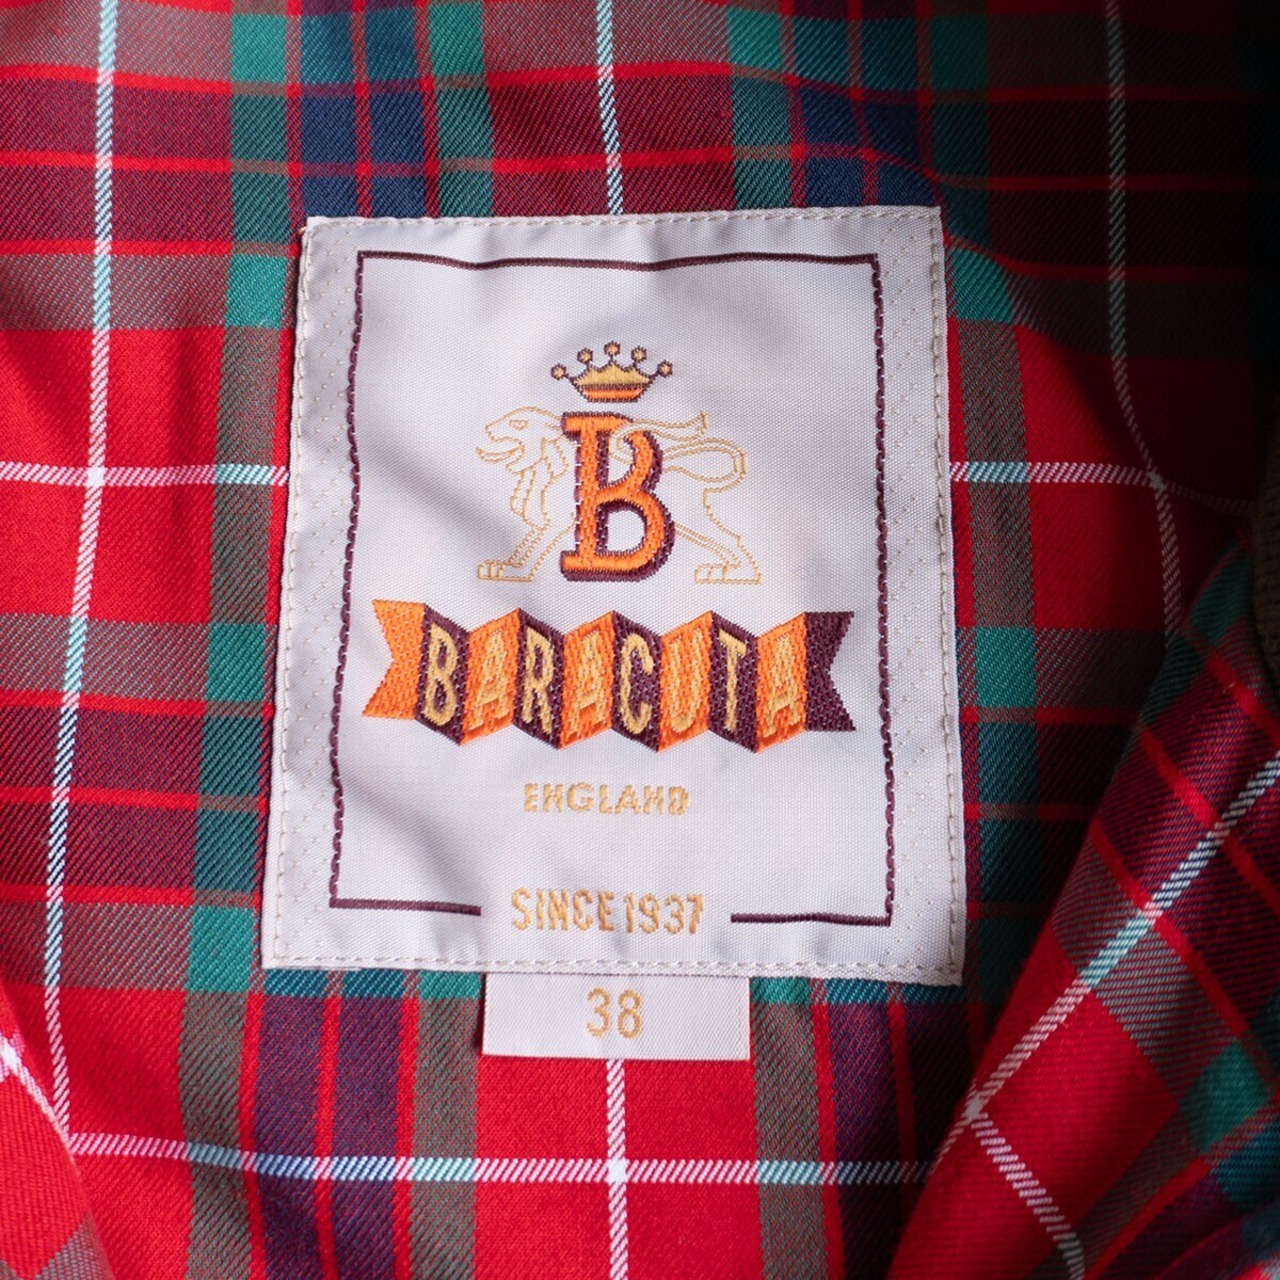 B
BARACUTA
ENGLAND
SINCE 1937
38